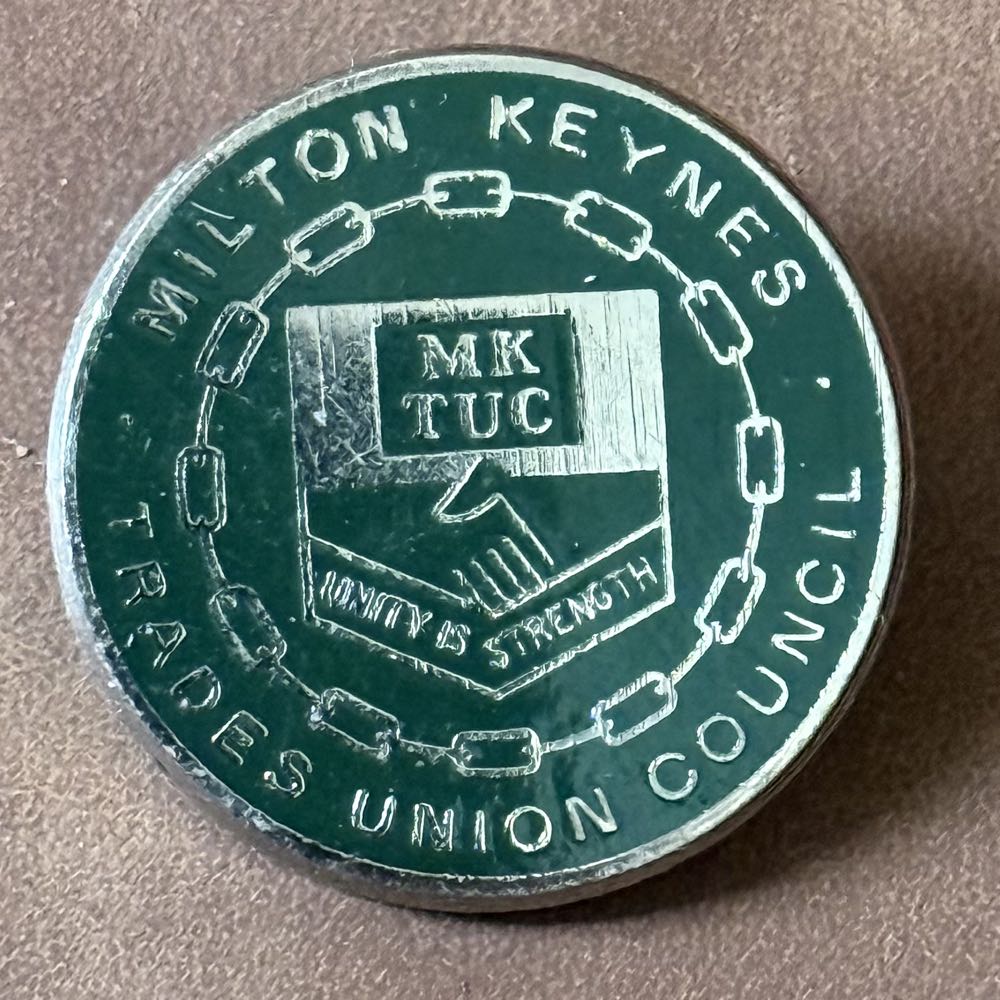 MILTON KEYNES
MK
TUC
UNITY IS STRENGTH
TRADES UNION COUNCIL